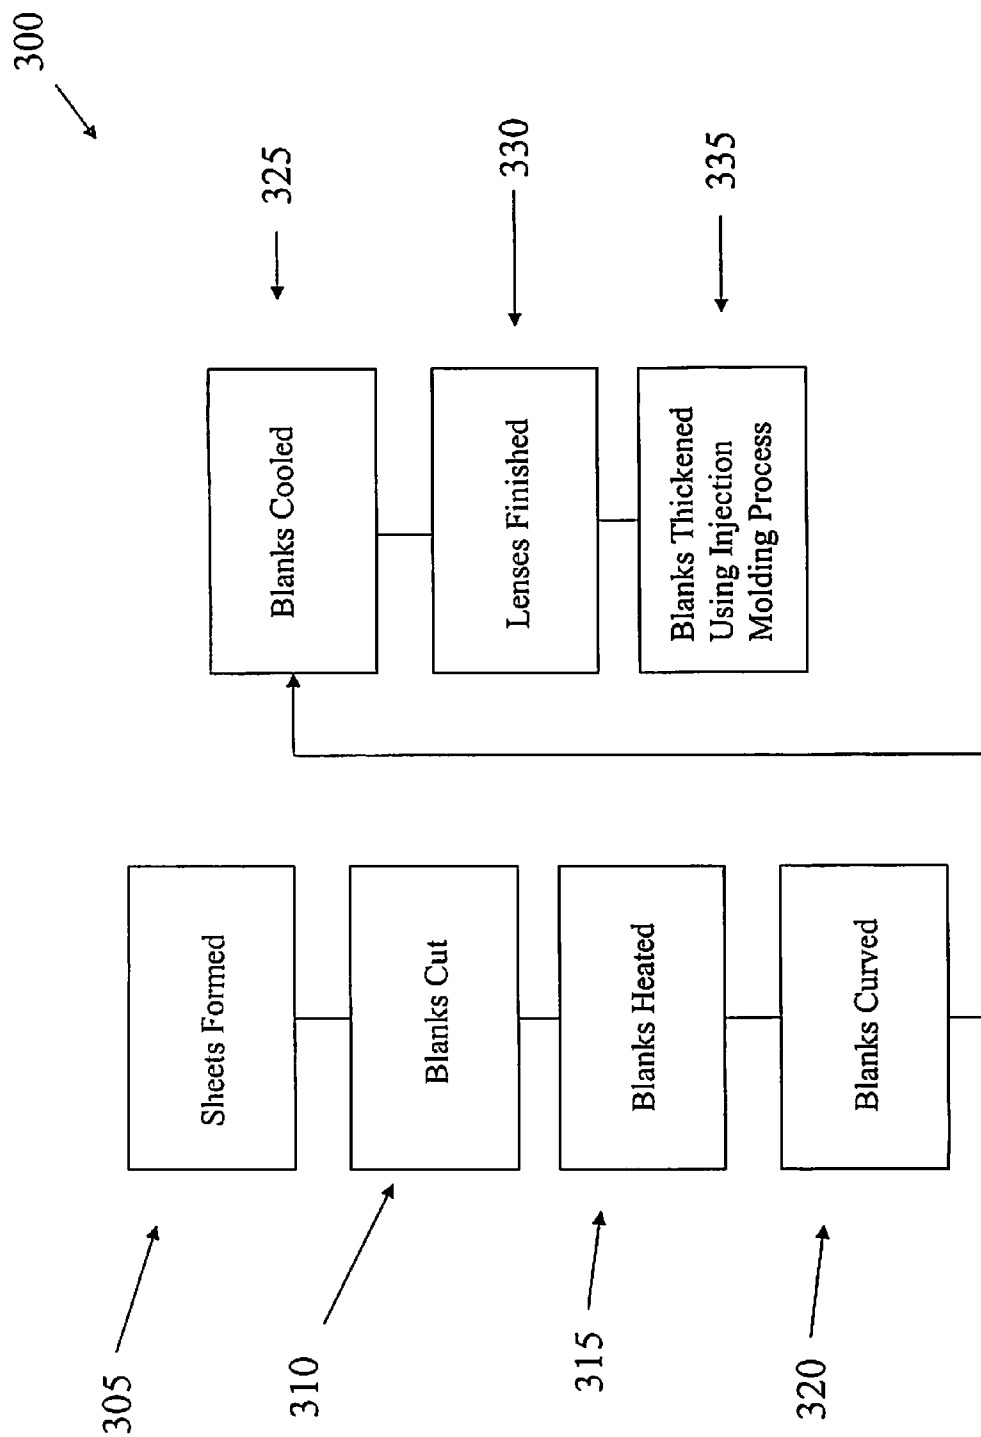 300
305
Sheets Formed
310
Blanks Cut
315
Blanks Heated
320
Blanks Curved
325
Blanks Cooled
330
Lenses Finished
335
Blanks Thickened
Using Injection
Molding Process